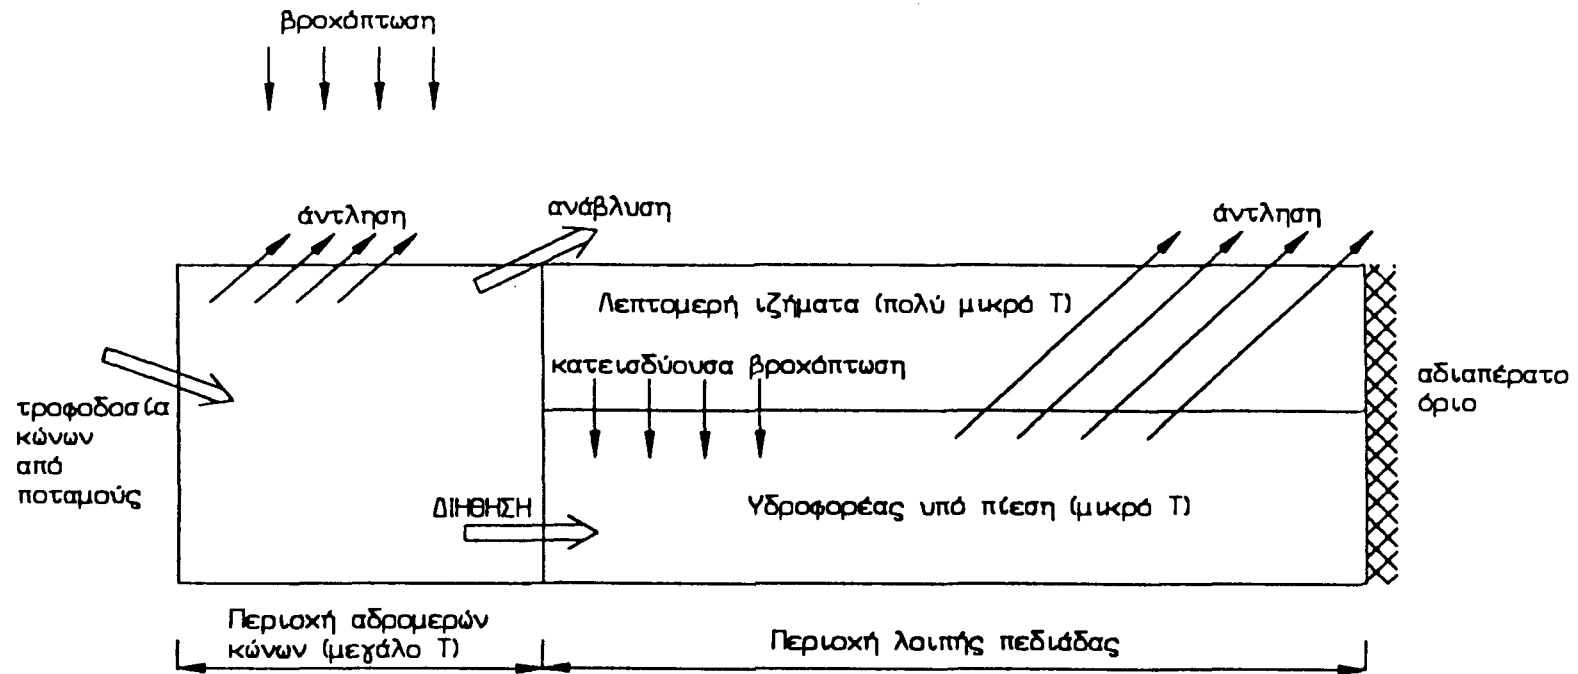 βροχόπτωση
άντληση
ανάβλυση
άντληση
Λεπτομερή ιζήματα (πολύ μικρό Τ)
κατεισδύουσα βροχόπτωση
αδιαπέρατο
όριο
τροφοδοσία
κώνων
από
ποταμούς
ΔΙΗΘΗΣΗ
Υδροφορέας υπό πίεση (μικρό Τ)
Περιοχή αδρομερών
κώνων (μεγάλο Τ)
Περιοχή λοιπής πεδιάδας